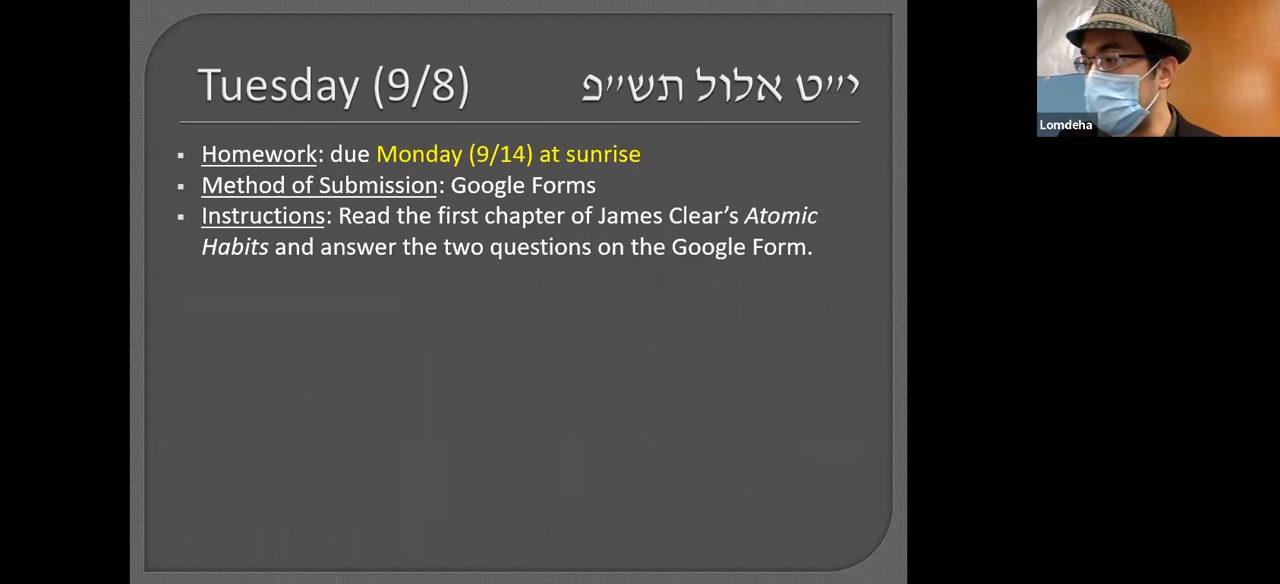 Tuesday (9/8) י״ט אלול תש״פ
▪ Homework: due Monday (9/14) at sunrise
▪ Method of Submission: Google Forms
▪ Instructions: Read the first chapter of James Clear’s Atomic
Habits and answer the two questions on the Google Form.
Lomdeha